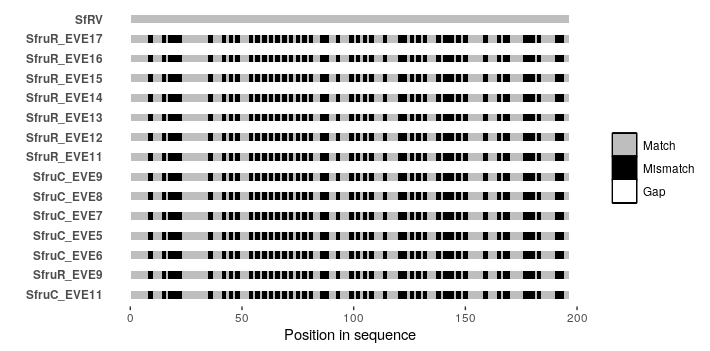 SfRV
SfruR_EVE17
SfruR_EVE16
SfruR_EVE15
SfruR_EVE14
SfruR_EVE13
SfruR_EVE12
SfruR_EVE11
SfruC_EVE9
SfruC_EVE8
SfruC_EVE7
SfruC_EVE5
SfruC_EVE6
SfruR_EVE9
SfruC_EVE11
0 50 100 150 200
Position in sequence
Match
Mismatch
Gap